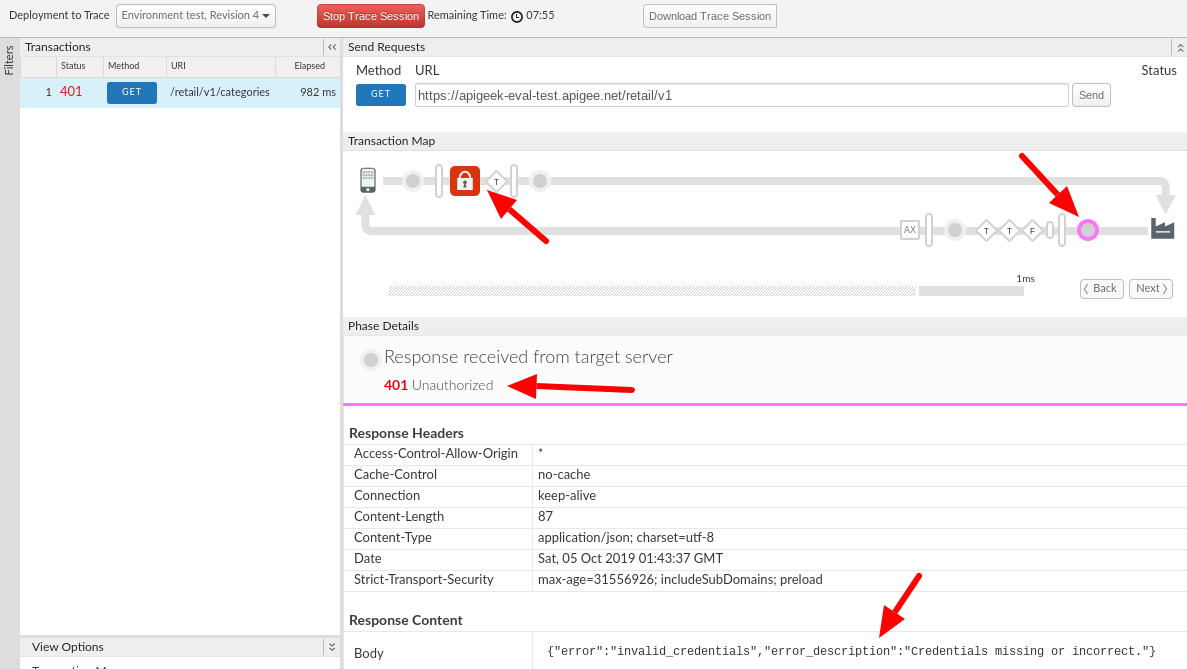 Deployment to Trace Environment test, Revision 4 Stop Trace Session Remaining Time: 07:55 Download Trace Session
Filters
Transactions
Status Method URI Elapsed
1 401 GET /retail/v1/categories 982 ms
View Options
Send Requests
Method URL Status
GET https://apigeek-eval-test.apigee.net/retail/v1 Send
Transaction Map
T
AX T T F
1ms
Back Next
Phase Details
Response received from target server
401 Unauthorized
Response Headers
Access-Control-Allow-Origin *
Cache-Control no-cache
Connection keep-alive
Content-Length 87
Content-Type application/json; charset=utf-8
Date Sat, 05 Oct 2019 01:43:37 GMT
Strict-Transport-Security max-age=31556926; includeSubDomains; preload
Response Content
Body {"error":"invalid_credentials","error_description":"Credentials missing or incorrect."}